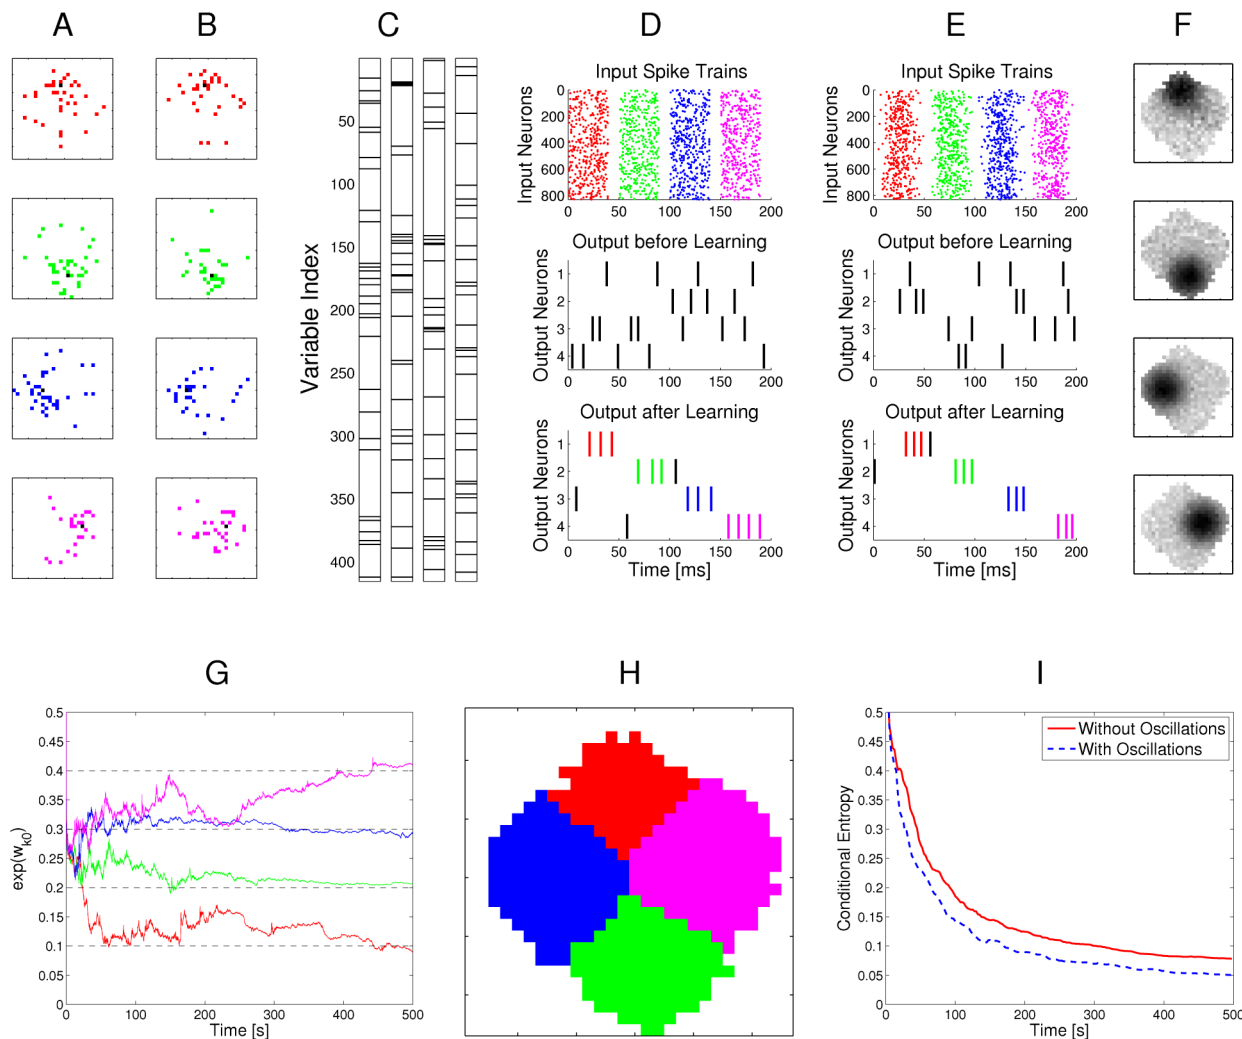 A B C D E F
Variable Index
50
100
150
200
250
300
350
400
Input Spike Trains
Input Neurons
0
200
400
600
800
0 50 100 150 200
Output before Learning
Output Neurons
1
2
3
4
0 50 100 150 200
Output after Learning
Output Neurons
1
2
3
4
0 50 100 150 200
Time [ms]
Input Spike Trains
Input Neurons
0
200
400
600
800
0 50 100 150 200
Output before Learning
Output Neurons
1
2
3
4
0 50 100 150 200
Output after Learning
Output Neurons
1
2
3
4
0 50 100 150 200
Time [ms]
G H I
exp(w_k0)
0.5
0.45
0.4
0.35
0.3
0.25
0.2
0.15
0.1
0.05
0
0 100 200 300 400 500
Time [s]
Conditional Entropy
0.5
0.45
0.4
0.35
0.3
0.25
0.2
0.15
0.1
0.05
0
0 100 200 300 400 500
Time [s]
Without Oscillations
With Oscillations